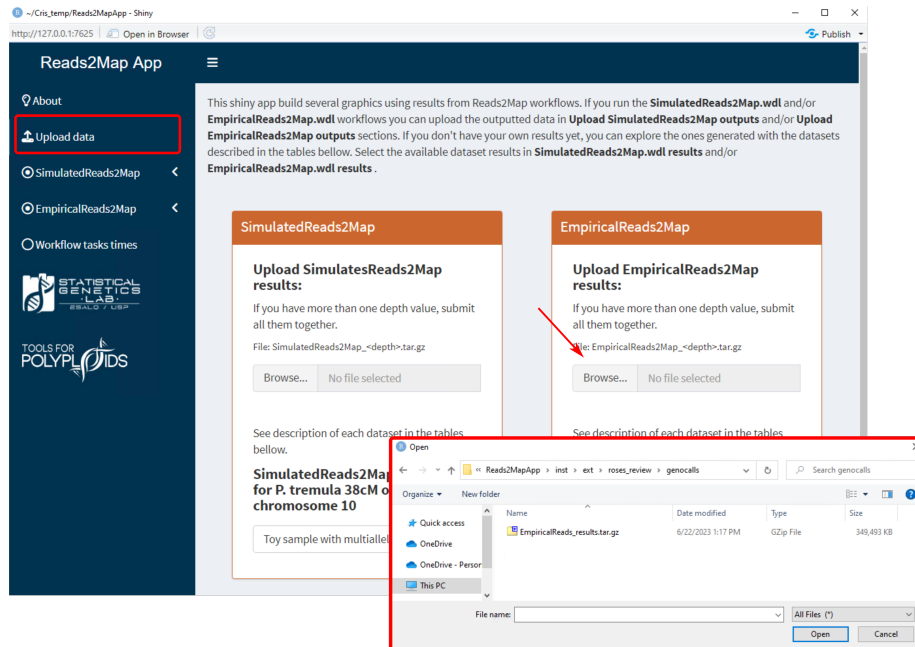 ~/Cris_temp/Reads2MapApp - Shiny
http://127.0.0.1:7625 Open in Browser
Publish
Reads2Map App
About
Upload data
SimulatedReads2Map
EmpiricalReads2Map
Workflow tasks times
STATISTICAL
GENETICS
·LAB·
ESALQ / USP
TOOLS FOR
POLYPLOIDS
This shiny app build several graphics using results from Reads2Map workflows. If you run the SimulatedReads2Map.wdl and/or
EmpiricalReads2Map.wdl workflows you can upload the outputted data in Upload SimulatedReads2Map outputs and/or Upload
EmpiricalReads2Map outputs sections. If you don't have your own results yet, you can explore the ones generated with the datasets
described in the tables bellow. Select the available dataset results in SimulatedReads2Map.wdl results and/or
EmpiricalReads2Map.wdl results .
SimulatedReads2Map
Upload SimulatesReads2Map
results:
If you have more than one depth value, submit
all them together.
File: SimulatedReads2Map_<depth>.tar.gz
Browse... No file selected
See description of each dataset in the tables
bellow.
SimulatedReads2Map
for P. tremula 38cM o
chromosome 10
Toy sample with multiallel
EmpiricalReads2Map
Upload EmpiricalReads2Map
results:
If you have more than one depth value, submit
all them together.
File: EmpiricalReads2Map_<depth>.tar.gz
Browse... No file selected
See description of each dataset in the tables
Open
« Reads2MapApp > inst > ext > roses_review > genocalls
Search genocalls
Organize New folder
Name Date modified Type Size
Quick access
OneDrive
OneDrive - Person
This PC
EmpiricalReads_results.tar.gz 6/22/2023 1:17 PM GZip File 349,493 KB
File name: All Files (*)
Open Cancel